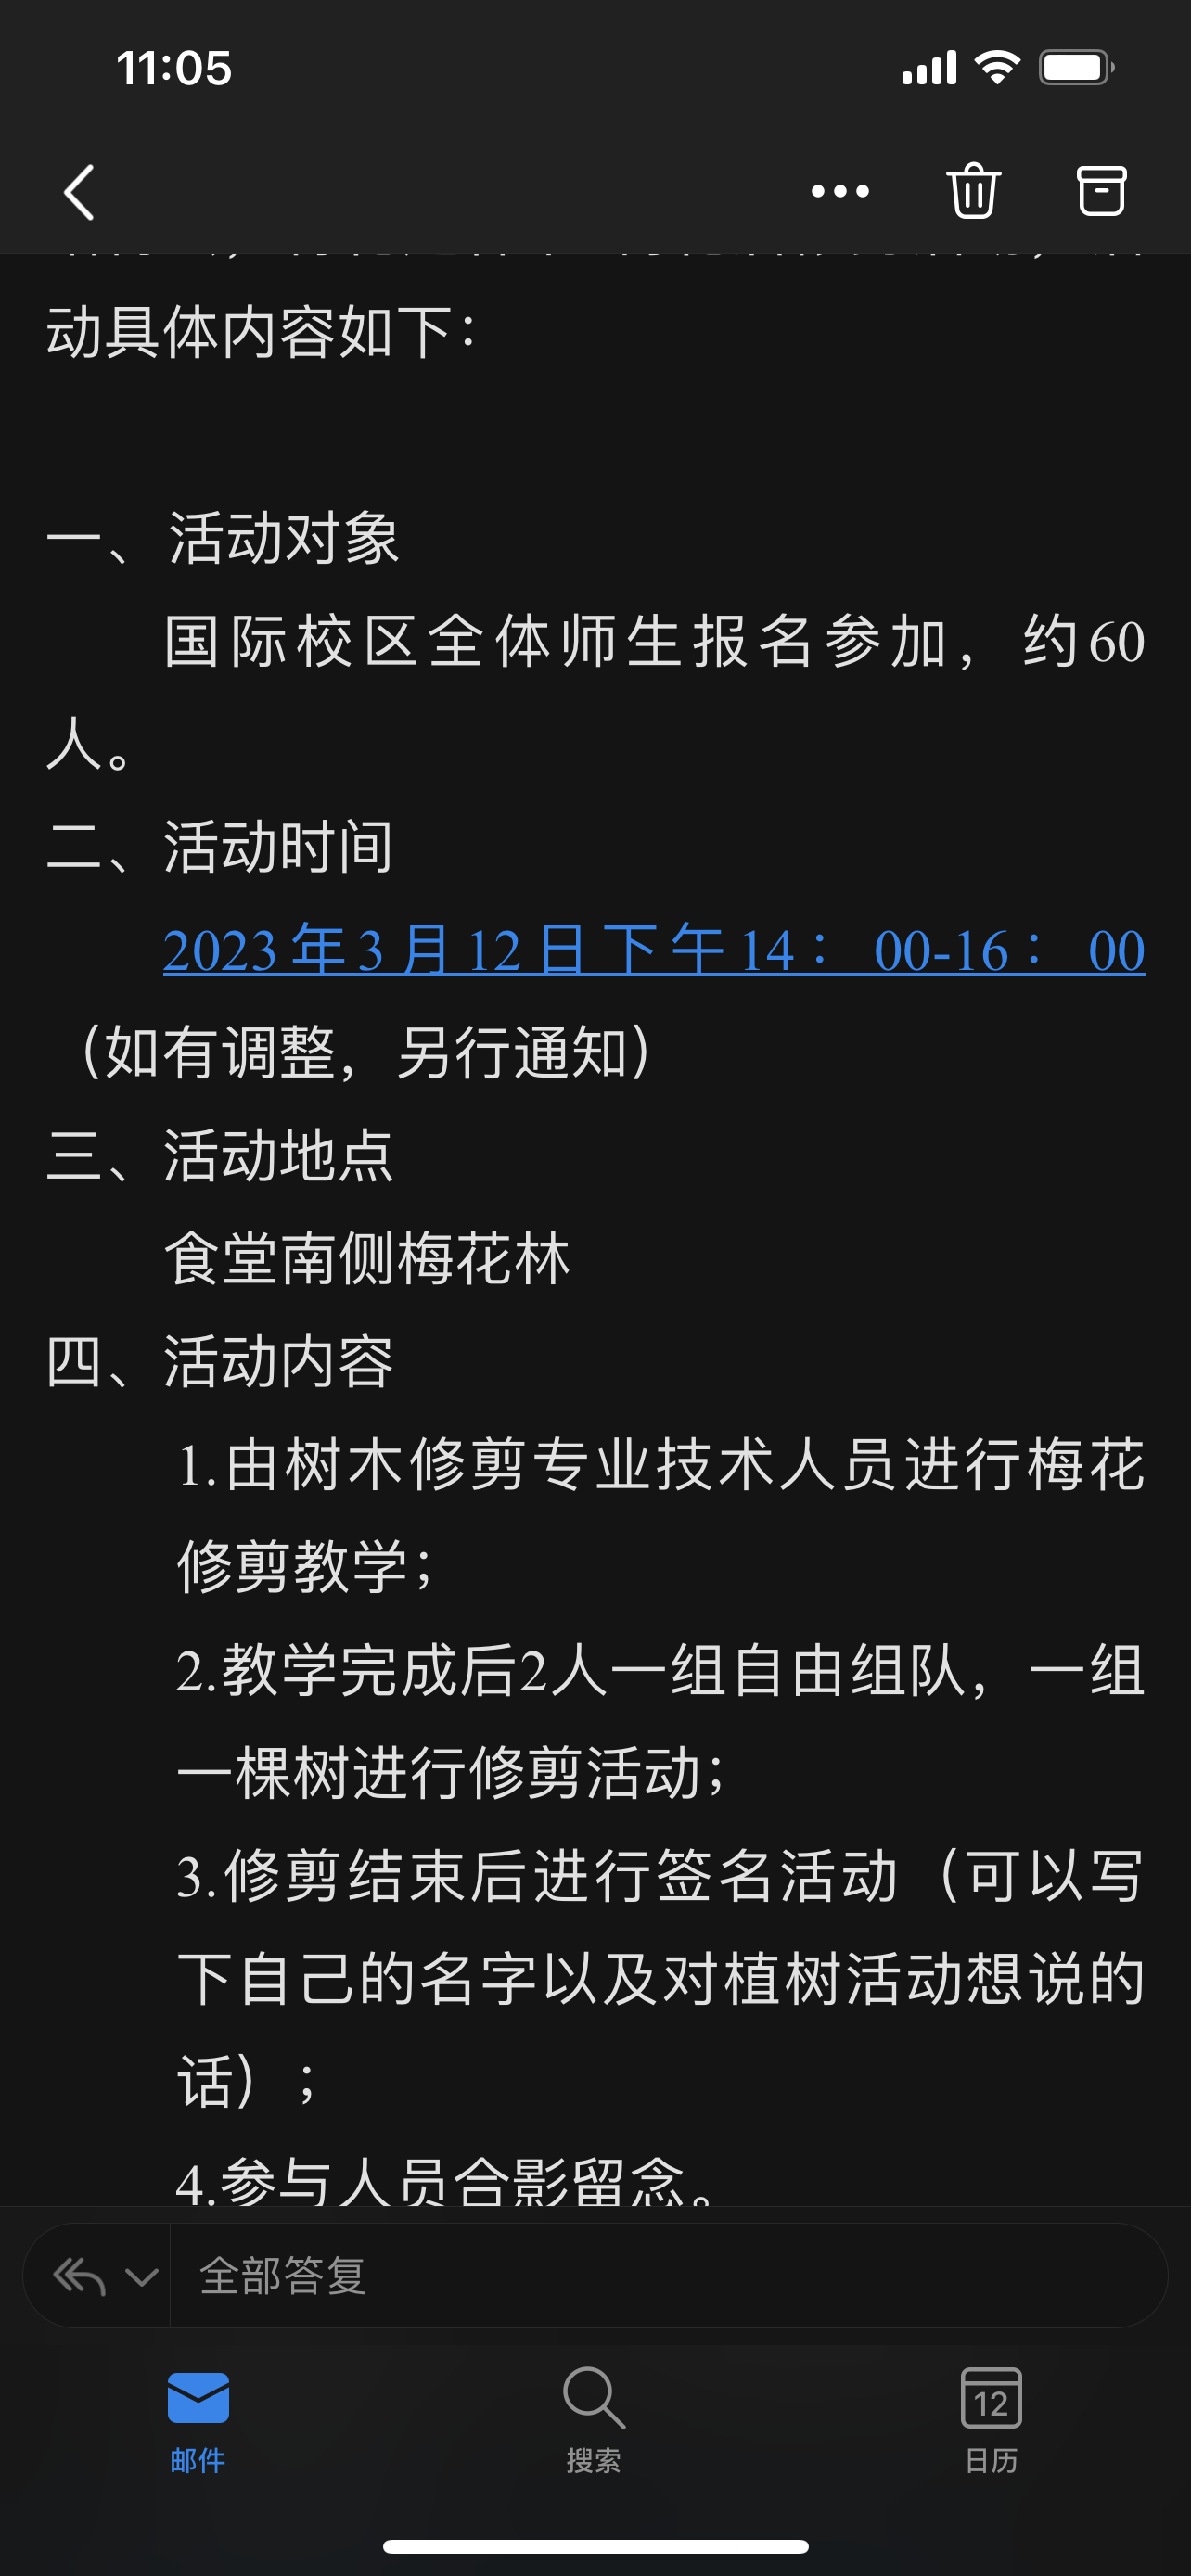 11:05
动具体内容如下：
一、活动对象
国际校区全体师生报名参加，约60
人。
二、活动时间
2023年3月12日下午14：00-16：00
（如有调整，另行通知）
三、活动地点
食堂南侧梅花林
四、活动内容
1.由树木修剪专业技术人员进行梅花
修剪教学；
2.教学完成后2人一组自由组队，一组
一棵树进行修剪活动；
3.修剪结束后进行签名活动（可以写
下自己的名字以及对植树活动想说的
话）；
4.参与人员合影留念。
全部答复
邮件
搜索
12
日历